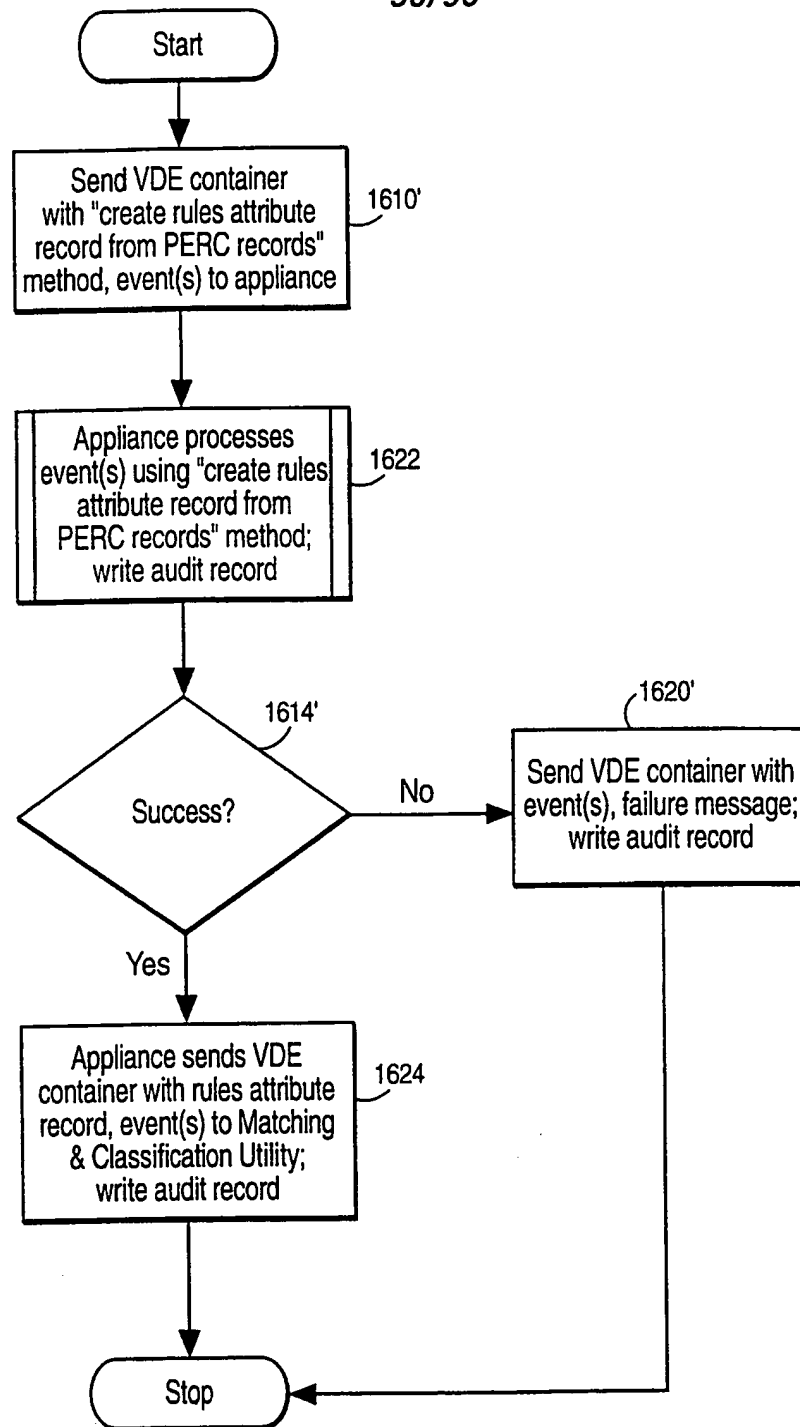 Start
Send VDE container
with "create rules attribute
record from PERC records"
method, event(s) to appliance
1610'
Appliance processes
event(s) using "create rules
attribute record from
PERC records" method;
write audit record
1622
1614'
Success?
No
1620'
Send VDE container with
event(s), failure message;
write audit record
Yes
Appliance sends VDE
container with rules attribute
record, event(s) to Matching
& Classification Utility;
write audit record
1624
Stop